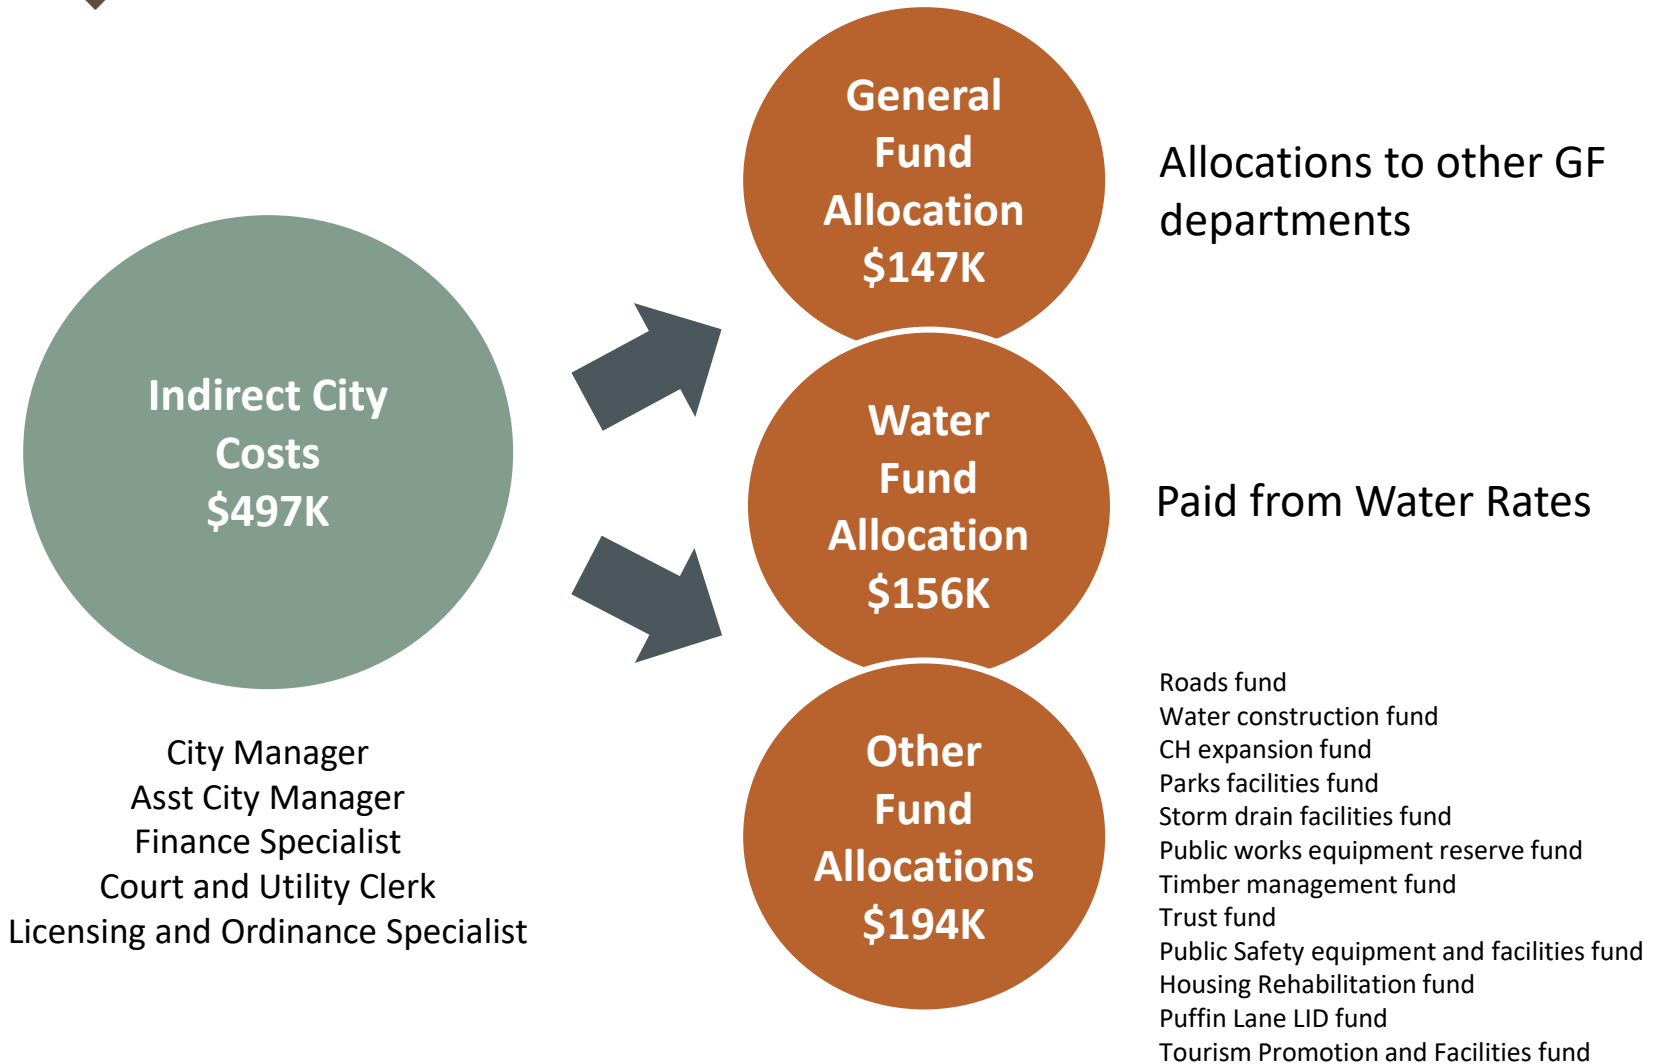 Indirect City
Costs
$497K
City Manager
Asst City Manager
Finance Specialist
Court and Utility Clerk
Licensing and Ordinance Specialist
General
Fund
Allocation
$147K
Allocations to other GF
departments
Water
Fund
Allocation
$156K
Paid from Water Rates
Other
Fund
Allocations
$194K
Roads fund
Water construction fund
CH expansion fund
Parks facilities fund
Storm drain facilities fund
Public works equipment reserve fund
Timber management fund
Trust fund
Public Safety equipment and facilities fund
Housing Rehabilitation fund
Puffin Lane LID fund
Tourism Promotion and Facilities fund